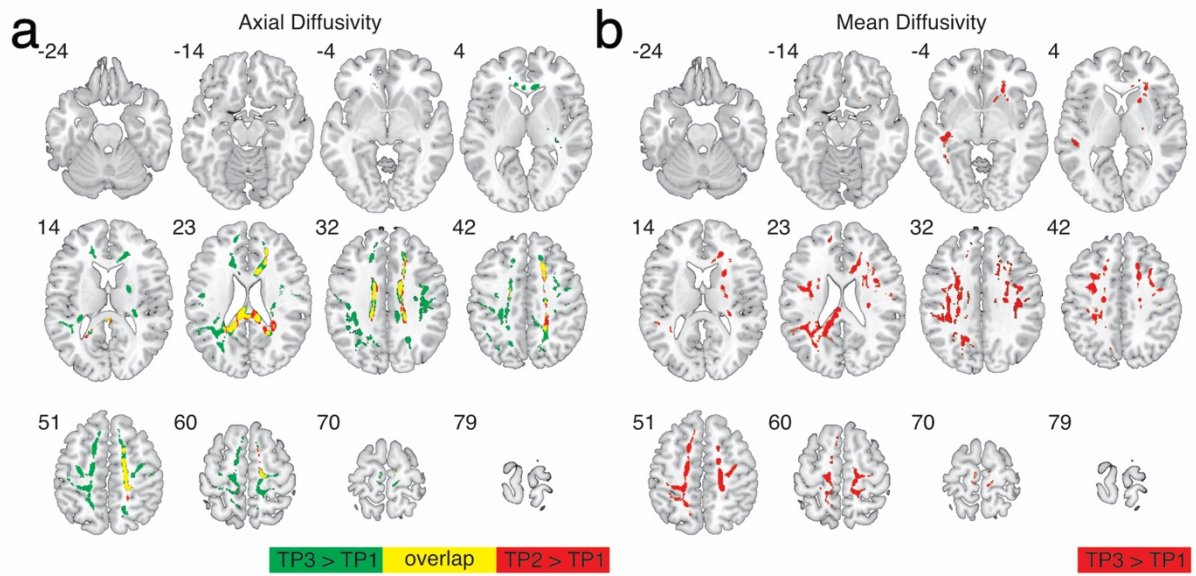 a
Axial Diffusivity
-24 -14 -4 4
14 23 32 42
51 60 70 79
TP3 > TP1 overlap TP2 > TP1
b
Mean Diffusivity
-24 -14 -4 4
14 23 32 42
51 60 70 79
TP3 > TP1